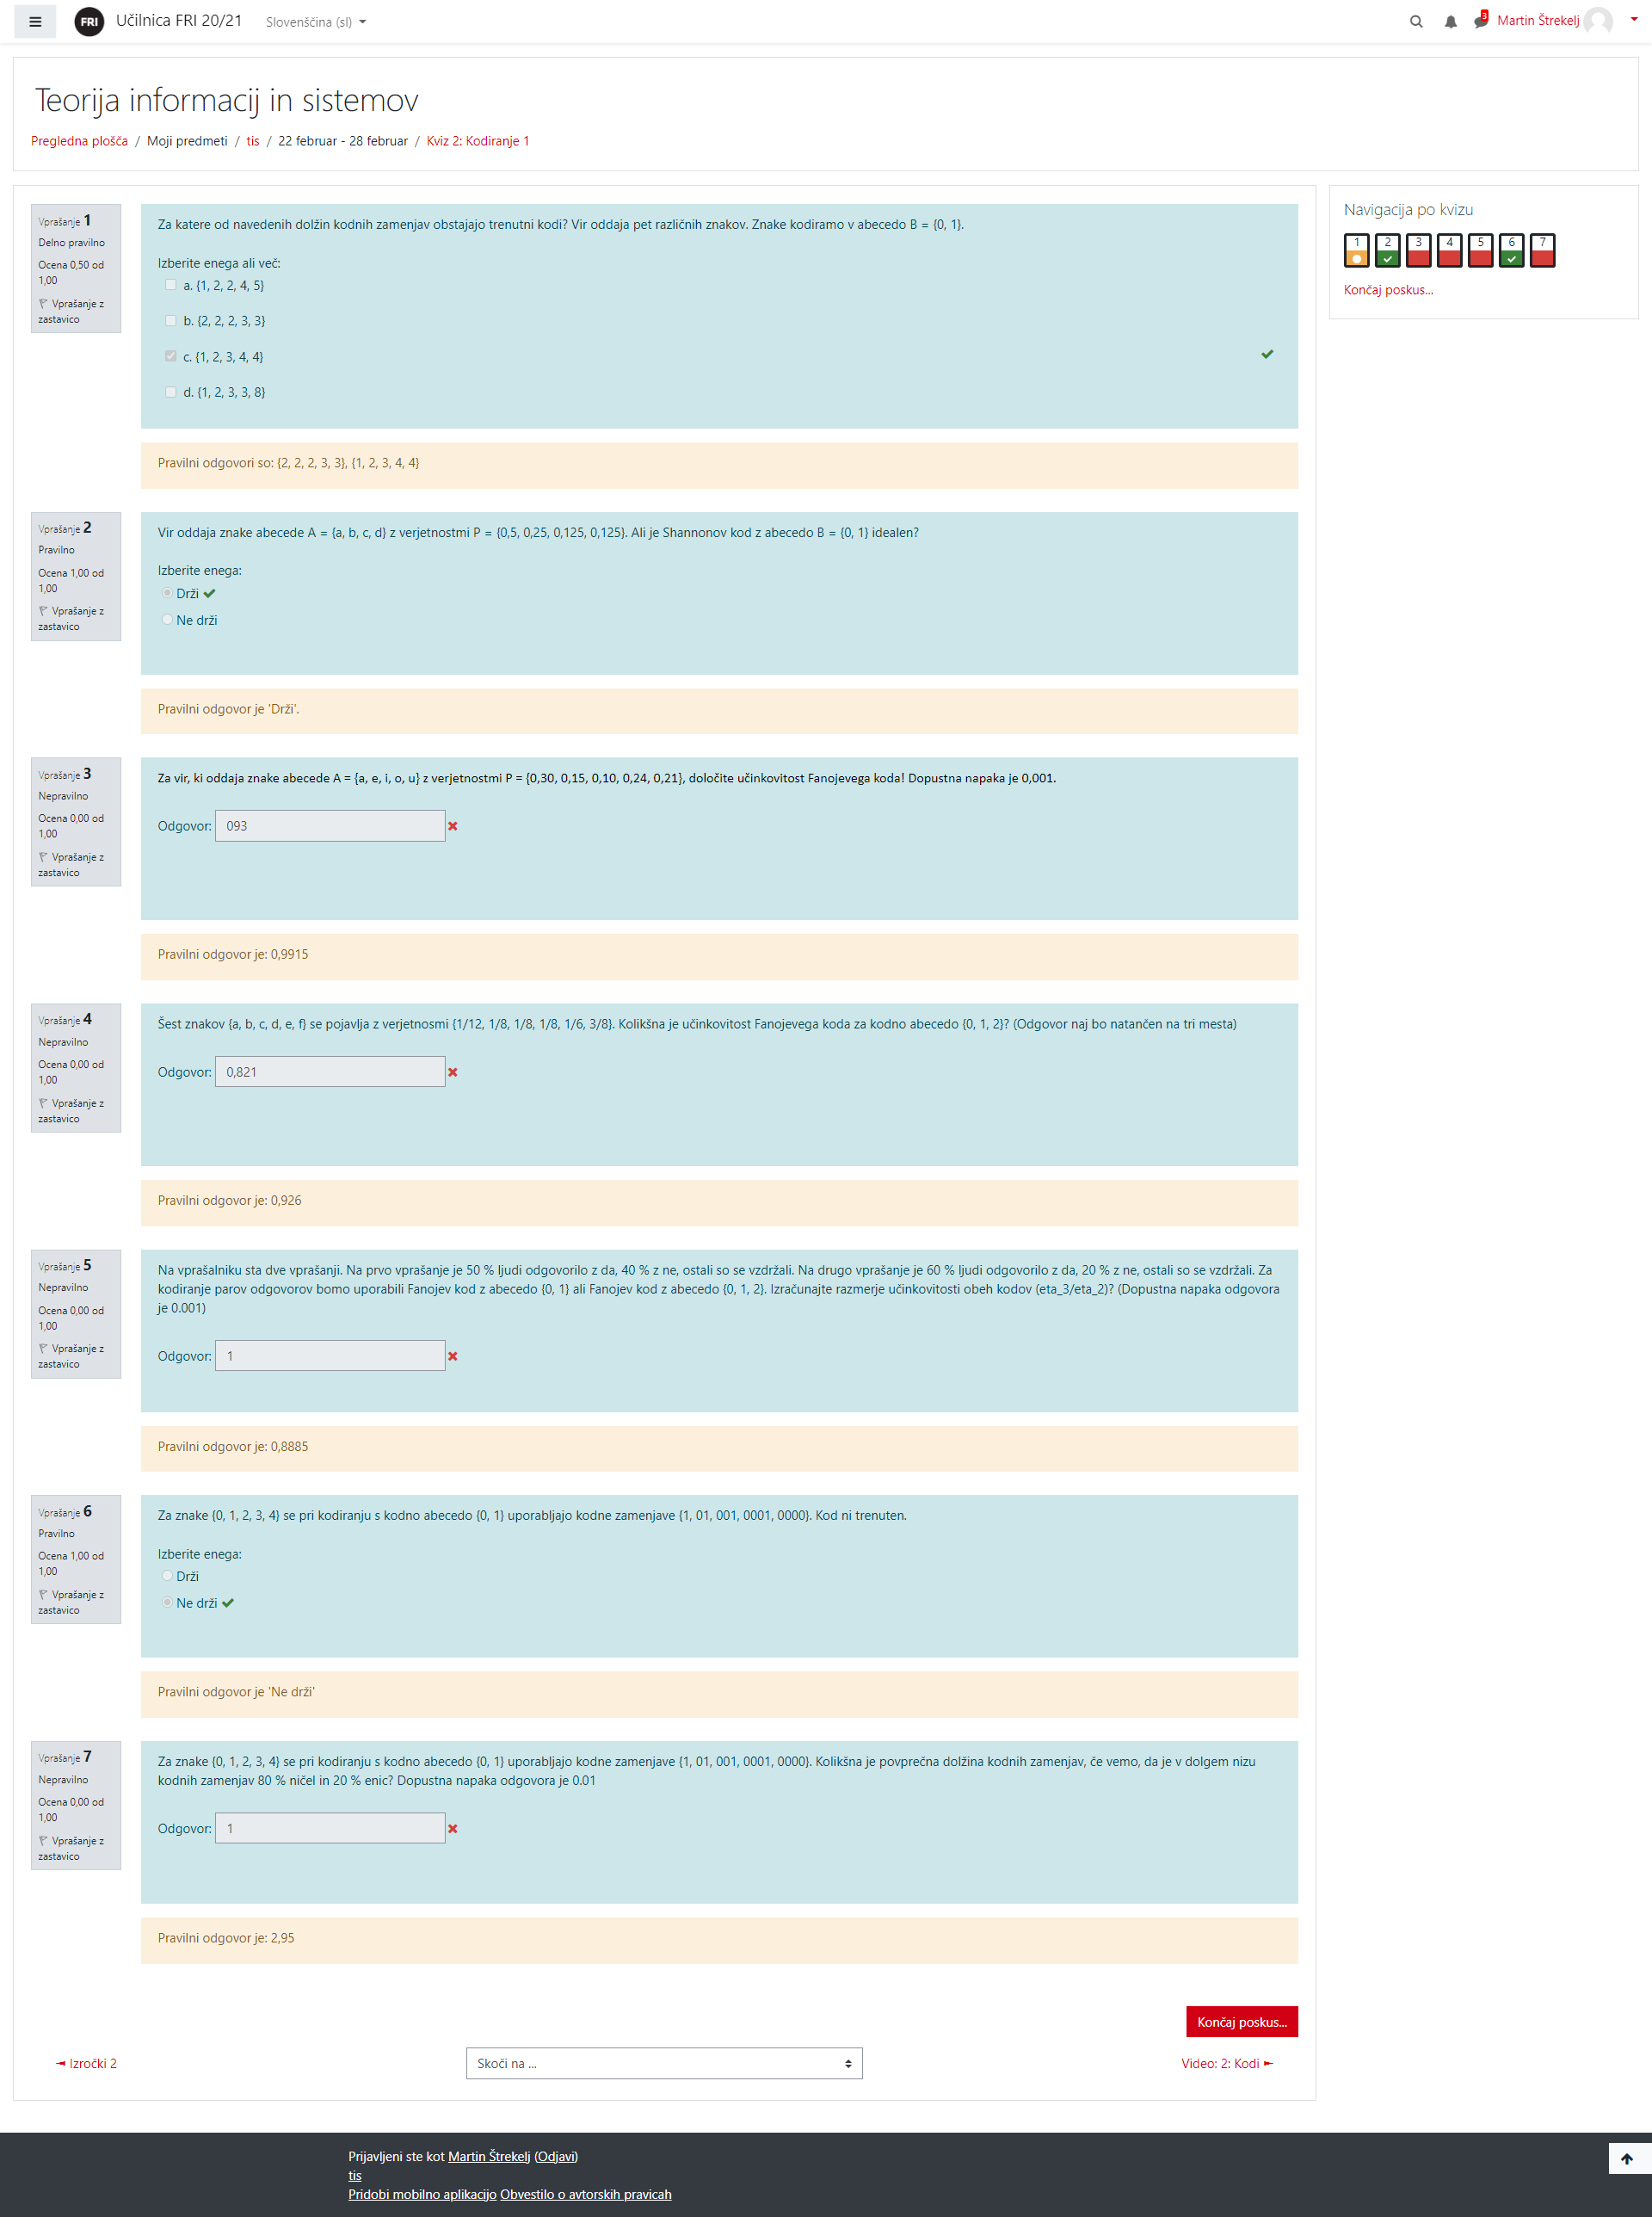 FRI Učilnica FRI 20/21 Slovenščina (sl) 3 Martin Štrekelj
Teorija informacij in sistemov
Pregledna plošča / Moji predmeti / tis / 22 februar - 28 februar / Kviz 2: Kodiranje 1
Vprašanje 1
Delno pravilno
Ocena 0,50 od
1,00
Vprašanje z
zastavico
Za katere od navedenih dolžin kodnih zamenjav obstajajo trenutni kodi? Vir oddaja pet različnih znakov. Znake kodiramo v abecedo B = {0, 1}.
Izberite enega ali več:
a. {1, 2, 2, 4, 5}
b. {2, 2, 2, 3, 3}
c. {1, 2, 3, 4, 4}
d. {1, 2, 3, 3, 8}
Pravilni odgovori so: {2, 2, 2, 3, 3}, {1, 2, 3, 4, 4}
Vprašanje 2
Pravilno
Ocena 1,00 od
1,00
Vprašanje z
zastavico
Vir oddaja znake abecede A = {a, b, c, d} z verjetnostmi P = {0,5, 0,25, 0,125, 0,125}. Ali je Shannonov kod z abecedo B = {0, 1} idealen?
Izberite enega:
Drži
Ne drži
Pravilni odgovor je 'Drži'.
Vprašanje 3
Nepravilno
Ocena 0,00 od
1,00
Vprašanje z
zastavico
Za vir, ki oddaja znake abecede A = {a, e, i, o, u} z verjetnostmi P = {0,30, 0,15, 0,10, 0,24, 0,21}, določite učinkovitost Fanojevega koda! Dopustna napaka je 0,001.
Odgovor: 093
Pravilni odgovor je: 0,9915
Vprašanje 4
Nepravilno
Ocena 0,00 od
1,00
Vprašanje z
zastavico
Šest znakov {a, b, c, d, e, f} se pojavlja z verjetnosmi {1/12, 1/8, 1/8, 1/8, 1/6, 3/8}. Kolikšna je učinkovitost Fanojevega koda za kodno abecedo {0, 1, 2}? (Odgovor naj bo natančen na tri mesta)
Odgovor: 0,821
Pravilni odgovor je: 0,926
Vprašanje 5
Nepravilno
Ocena 0,00 od
1,00
Vprašanje z
zastavico
Na vprašalniku sta dve vprašanji. Na prvo vprašanje je 50 % ljudi odgovorilo z da, 40 % z ne, ostali so se vzdržali. Na drugo vprašanje je 60 % ljudi odgovorilo z da, 20 % z ne, ostali so se vzdržali. Za
kodiranje parov odgovorov bomo uporabili Fanojev kod z abecedo {0, 1} ali Fanojev kod z abecedo {0, 1, 2}. Izračunajte razmerje učinkovitosti obeh kodov (eta_3/eta_2)? (Dopustna napaka odgovora
je 0.001)
Odgovor: 1
Pravilni odgovor je: 0,8885
Vprašanje 6
Pravilno
Ocena 1,00 od
1,00
Vprašanje z
zastavico
Za znake {0, 1, 2, 3, 4} se pri kodiranju s kodno abecedo {0, 1} uporabljajo kodne zamenjave {1, 01, 001, 0001, 0000}. Kod ni trenuten.
Izberite enega:
Drži
Ne drži
Pravilni odgovor je 'Ne drži'
Vprašanje 7
Nepravilno
Ocena 0,00 od
1,00
Vprašanje z
zastavico
Za znake {0, 1, 2, 3, 4} se pri kodiranju s kodno abecedo {0, 1} uporabljajo kodne zamenjave {1, 01, 001, 0001, 0000}. Kolikšna je povprečna dolžina kodnih zamenjav, če vemo, da je v dolgem nizu
kodnih zamenjav 80 % ničel in 20 % enic? Dopustna napaka odgovora je 0.01
Odgovor: 1
Pravilni odgovor je: 2,95
Končaj poskus...
◄ Izročki 2
Skoči na ...
Video: 2: Kodi ►
Navigacija po kvizu
1 2 3 4 5 6 7
Končaj poskus...
Prijavljeni ste kot Martin Štrekelj (Odjavi)
tis
Pridobi mobilno aplikacijo Obvestilo o avtorskih pravicah